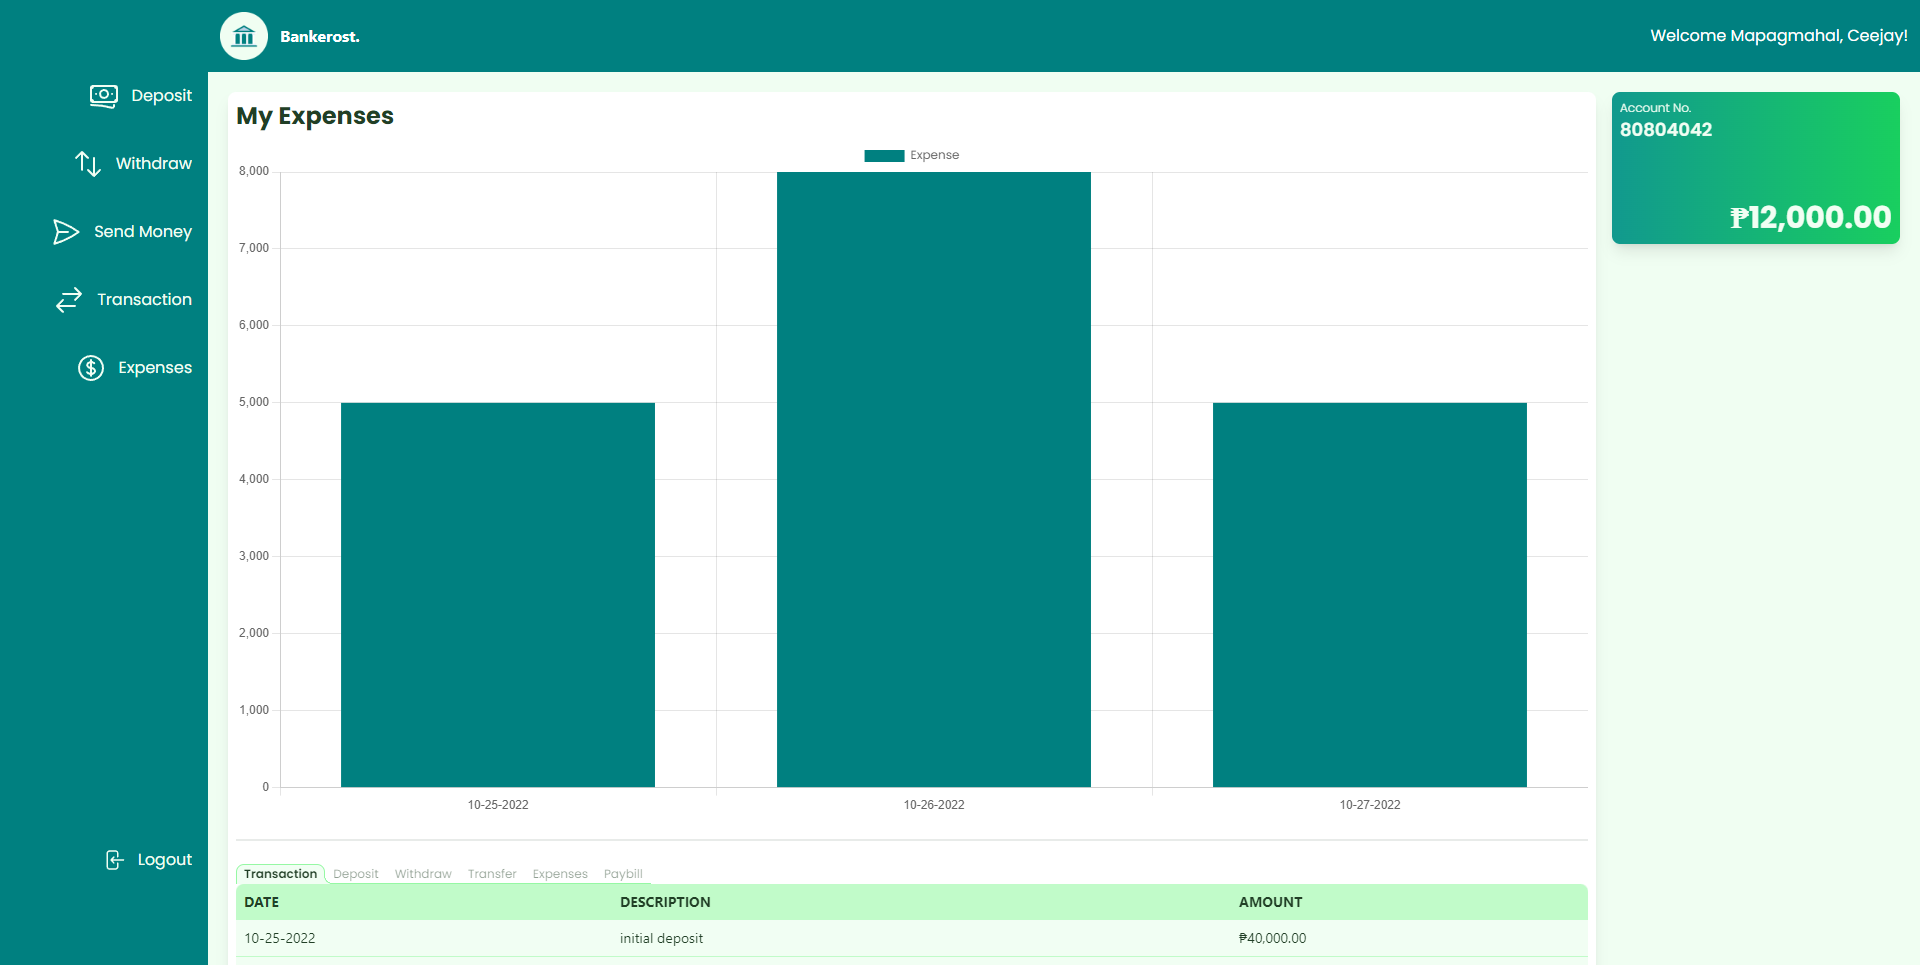 Bankerost.
Welcome Mapagmahal, Ceejay!
Deposit
Withdraw
Send Money
Transaction
Expenses
Logout
My Expenses
Expense
8,000
7,000
6,000
5,000
4,000
3,000
2,000
1,000
0
10-25-2022 10-26-2022 10-27-2022
Account No.
80804042
₱12,000.00
Transaction Deposit Withdraw Transfer Expenses Paybill
DATE DESCRIPTION AMOUNT
10-25-2022 initial deposit ₱40,000.00